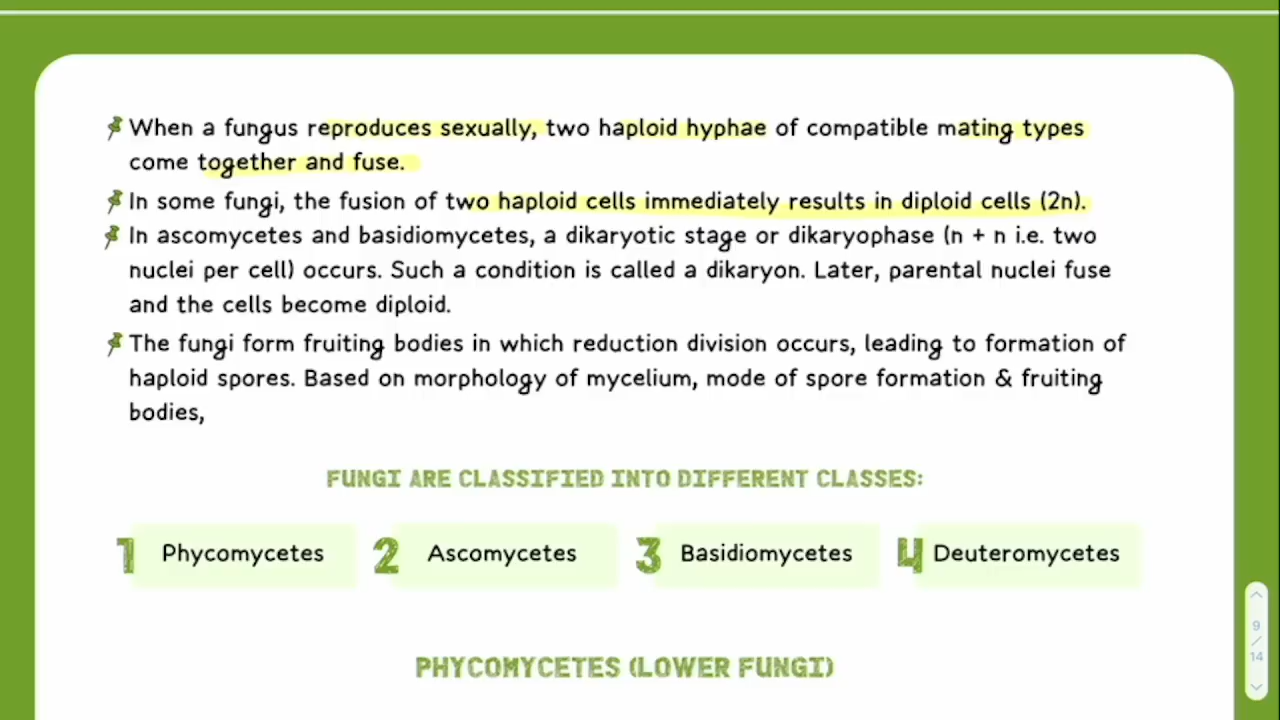 When a fungus reproduces sexually, two haploid hyphae of compatible mating types
come together and fuse.
In some fungi, the fusion of two haploid cells immediately results in diploid cells (2n).
In ascomycetes and basidiomycetes, a dikaryotic stage or dikaryophase (n + n i.e. two
nuclei per cell) occurs. Such a condition is called a dikaryon. Later, parental nuclei fuse
and the cells become diploid.
The fungi form fruiting bodies in which reduction division occurs, leading to formation of
haploid spores. Based on morphology of mycelium, mode of spore formation & fruiting
bodies,
FUNGI ARE CLASSIFIED INTO DIFFERENT CLASSES:
1 Phycomycetes 2 Ascomycetes 3 Basidiomycetes 4 Deuteromycetes
PHYCOMYCETES (LOWER FUNGI)
9
/
14